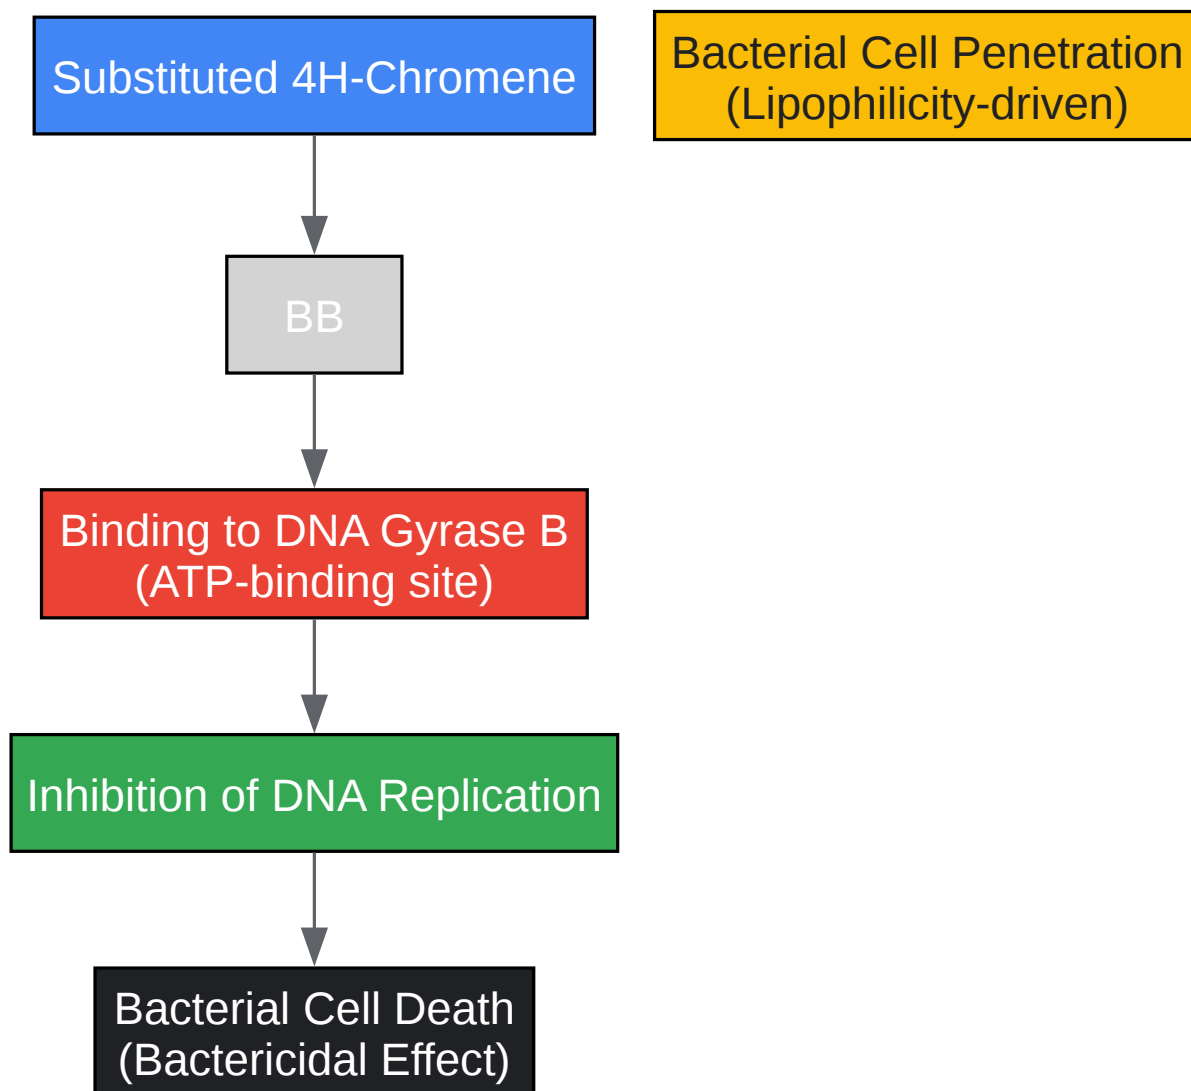 Substituted 4H-Chromene
Bacterial Cell Penetration
(Lipophilicity-driven)
BB
Binding to DNA Gyrase B
(ATP-binding site)
Inhibition of DNA Replication
Bacterial Cell Death
(Bactericidal Effect)